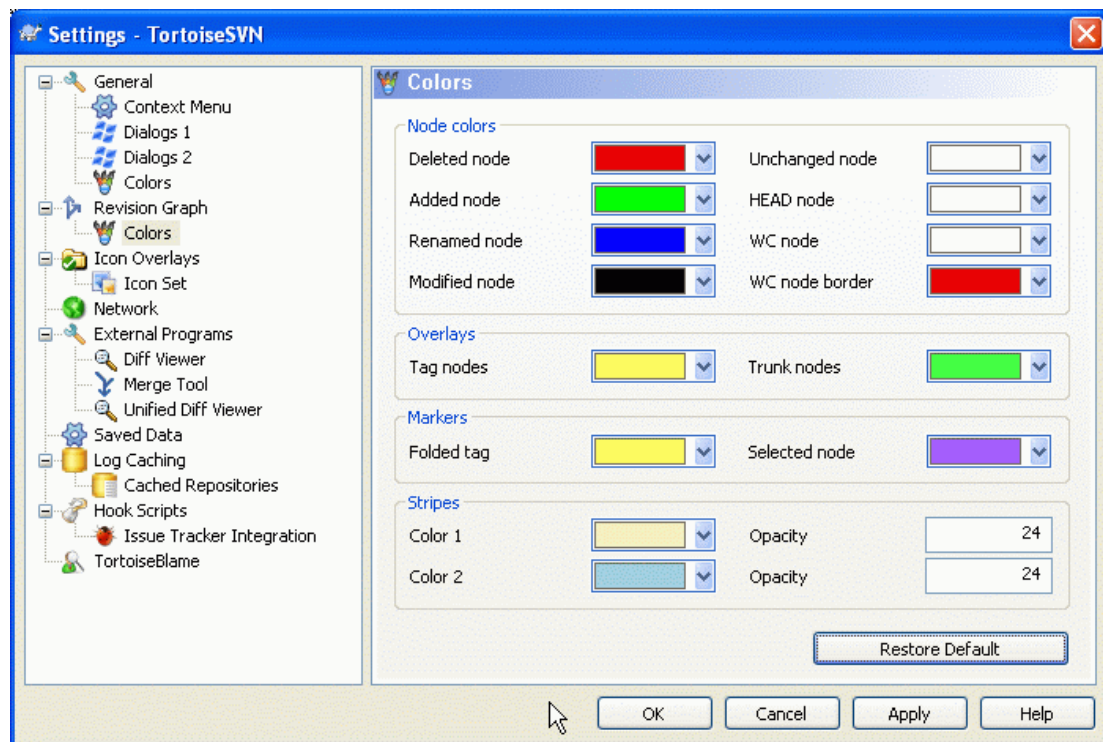 Settings - TortoiseSVN
General
Context Menu
Dialogs 1
Dialogs 2
Colors
Revision Graph
Colors
Icon Overlays
Icon Set
Network
External Programs
Diff Viewer
Merge Tool
Unified Diff Viewer
Saved Data
Log Caching
Cached Repositories
Hook Scripts
Issue Tracker Integration
TortoiseBlame
Colors
Node colors
Deleted node
Unchanged node
Added node
HEAD node
Renamed node
WC node
Modified node
WC node border
Overlays
Tag nodes
Trunk nodes
Markers
Folded tag
Selected node
Stripes
Color 1
Opacity
24
Color 2
Opacity
24
Restore Default
OK
Cancel
Apply
Help